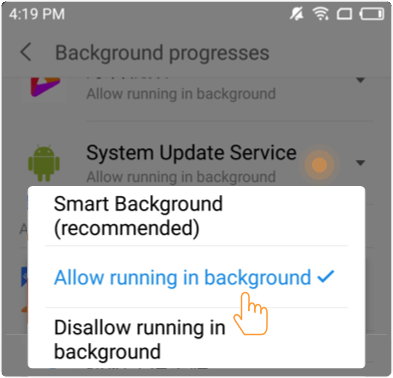 4:19 PM
Background progresses
Allow running in background
System Update Service
Allow running in background
Smart Background
(recommended)
Allow running in background
Disallow running in
background